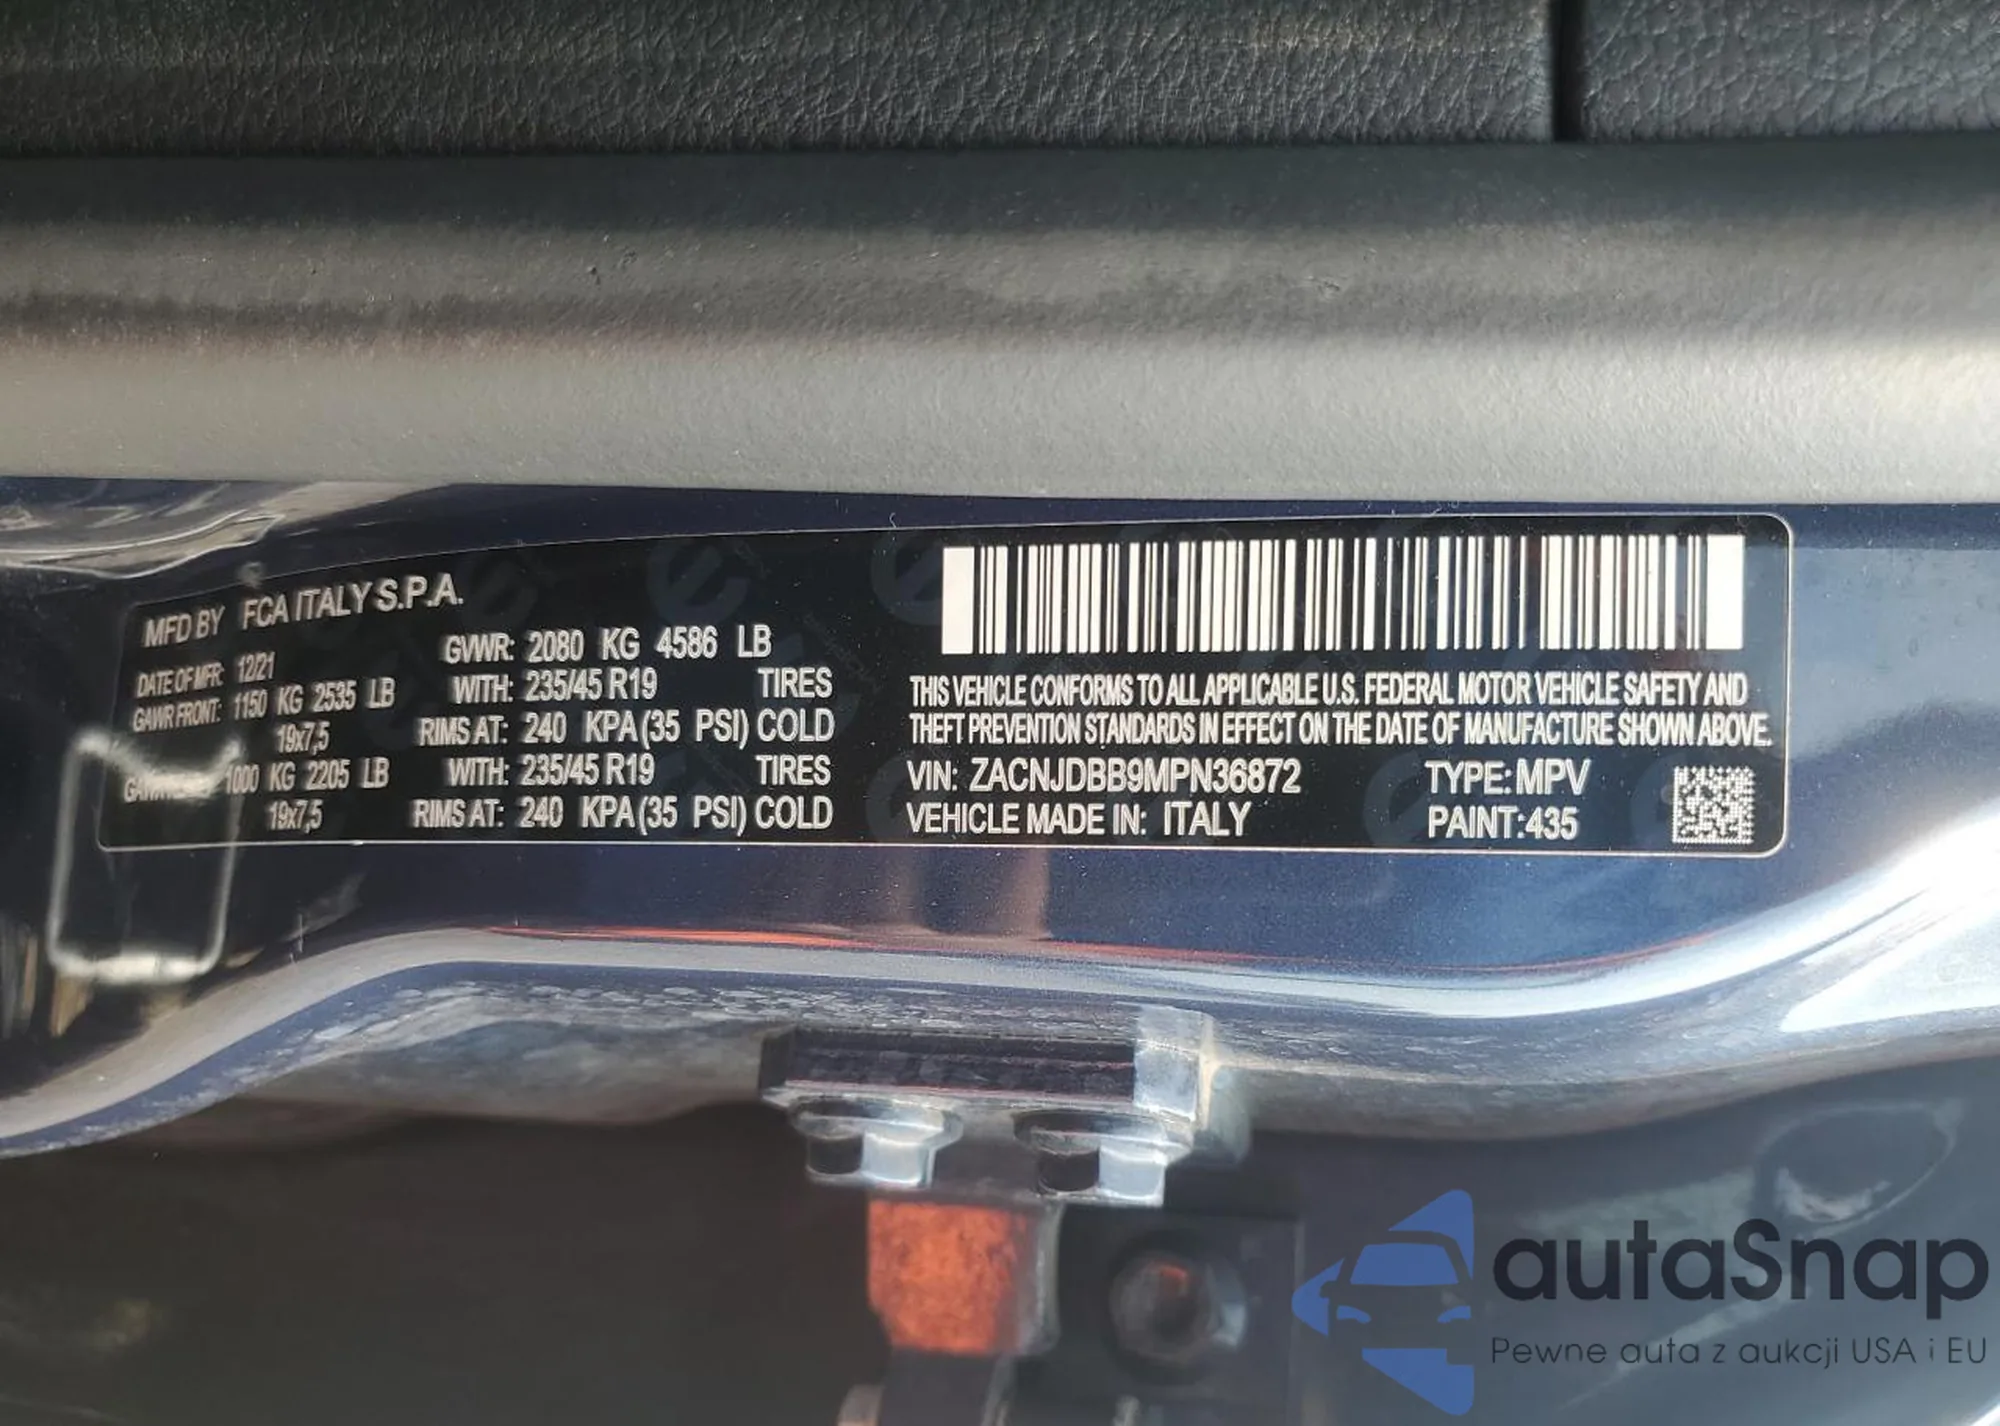 MFD BY FCA ITALY S.P.A.
DATE OF MFR: 12/21 GVWR: 2080 KG 4586 LB
GAWR FRONT: 1150 KG 2535 LB WITH: 235/45 R19 TIRES
19x7,5 RIMS AT: 240 KPA (35 PSI) COLD
1000 KG 2205 LB WITH: 235/45 R19 TIRES
19x7,5 RIMS AT: 240 KPA (35 PSI) COLD
THIS VEHICLE CONFORMS TO ALL APPLICABLE U.S. FEDERAL MOTOR VEHICLE SAFETY AND
THEFT PREVENTION STANDARDS IN EFFECT ON THE DATE OF MANUFACTURE SHOWN ABOVE.
VIN: ZACNJDBB9MPN36872 TYPE: MPV
VEHICLE MADE IN: ITALY PAINT:435
autaSnap
Pewne auta z aukcji USA i EU